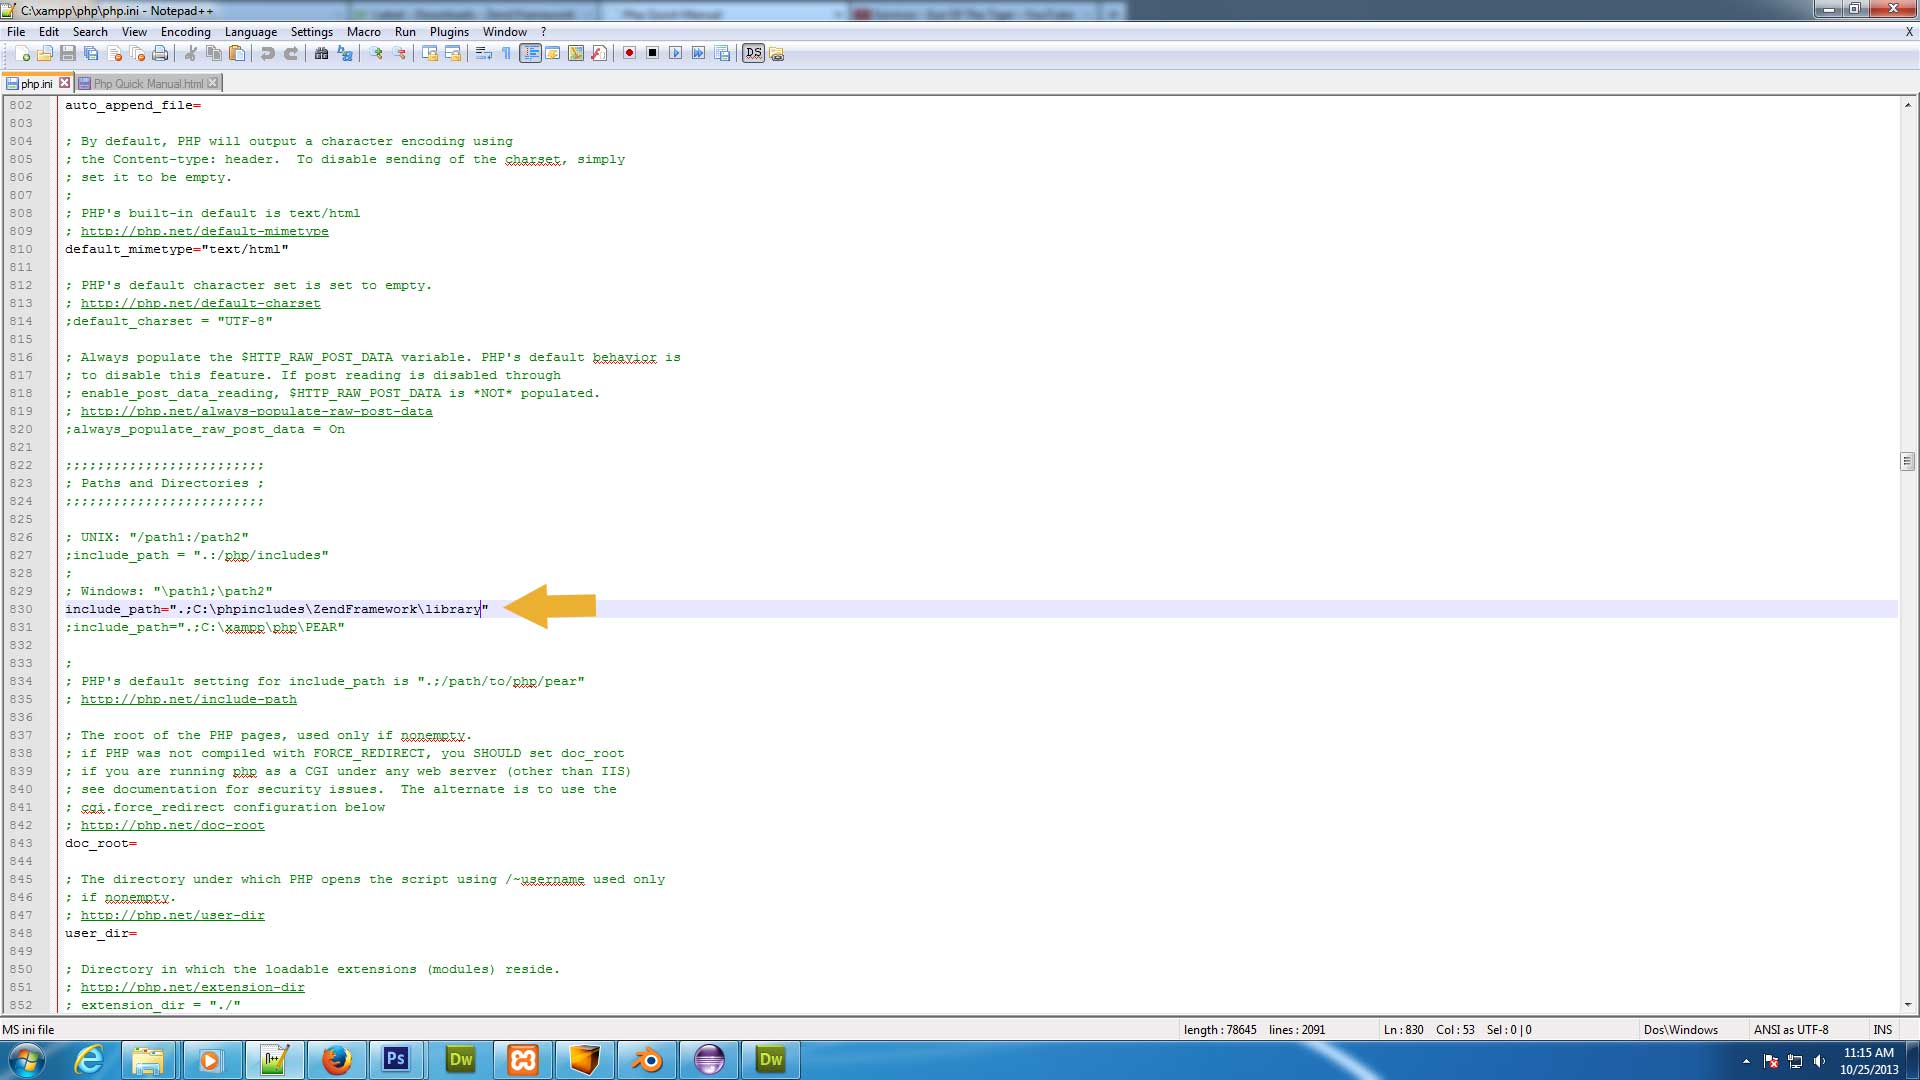 C:\xampp\php\php.ini - Notepad++
File Edit Search View Encoding Language Settings Macro Run Plugins Window ? X
php.ini Php Quick Manual.html
802 auto_append_file=
803
804 ; By default, PHP will output a character encoding using
805 ; the Content-type: header.  To disable sending of the charset, simply
806 ; set it to be empty.
807 ;
808 ; PHP's built-in default is text/html
809 ; http://php.net/default-mimetype
810 default_mimetype="text/html"
811
812 ; PHP's default character set is set to empty.
813 ; http://php.net/default-charset
814 ;default_charset = "UTF-8"
815
816 ; Always populate the $HTTP_RAW_POST_DATA variable. PHP's default behavior is
817 ; to disable this feature. If post reading is disabled through
818 ; enable_post_data_reading, $HTTP_RAW_POST_DATA is *NOT* populated.
819 ; http://php.net/always-populate-raw-post-data
820 ;always_populate_raw_post_data = On
821
822 ;;;;;;;;;;;;;;;;;;;;;;;;;
823 ; Paths and Directories ;
824 ;;;;;;;;;;;;;;;;;;;;;;;;;
825
826 ; UNIX: "/path1:/path2"
827 ;include_path = ".:/php/includes"
828 ;
829 ; Windows: "\path1;\path2"
830 include_path=".;C:\phpincludes\ZendFramework\library"
831 ;include_path=".;C:\xampp\php\PEAR"
832
833 ;
834 ; PHP's default setting for include_path is ".;/path/to/php/pear"
835 ; http://php.net/include-path
836
837 ; The root of the PHP pages, used only if nonempty.
838 ; if PHP was not compiled with FORCE_REDIRECT, you SHOULD set doc_root
839 ; if you are running php as a CGI under any web server (other than IIS)
840 ; see documentation for security issues.  The alternate is to use the
841 ; cgi.force_redirect configuration below
842 ; http://php.net/doc-root
843 doc_root=
844
845 ; The directory under which PHP opens the script using /~username used only
846 ; if nonempty.
847 ; http://php.net/user-dir
848 user_dir=
849
850 ; Directory in which the loadable extensions (modules) reside.
851 ; http://php.net/extension-dir
852 ; extension_dir = "./"
MS ini file length : 78645 lines : 2091 Ln : 830 Col : 53 Sel : 0 | 0 Dos\Windows ANSI as UTF-8 INS
Ps Dw Dw 11:15 AM
10/25/2013